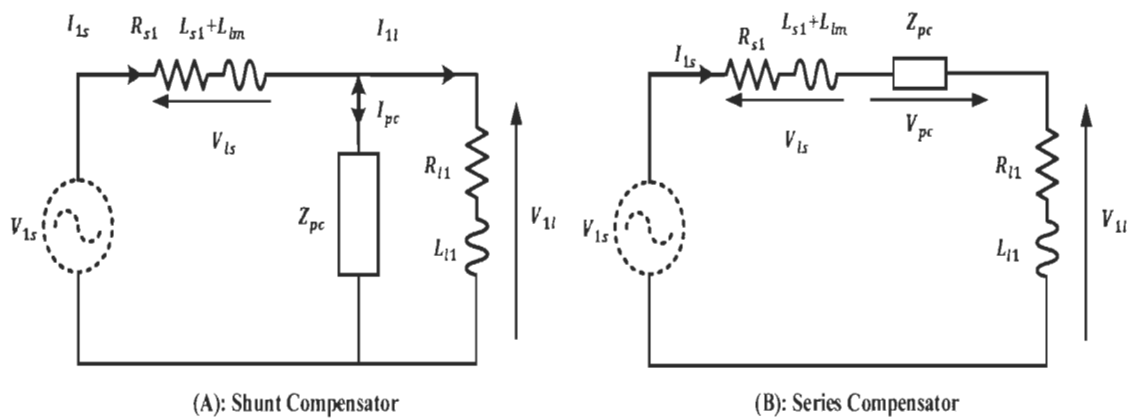 I1s Rs1 Ls1+Llm I1l
Ipc
Vls
Rl1
V1s
Zpc
V1l
Ll1
(A): Shunt Compensator
I1s Rs1 Ls1+Llm Zpc
Vls
Vpc
Rl1
V1s
V1l
Ll1
(B): Series Compensator